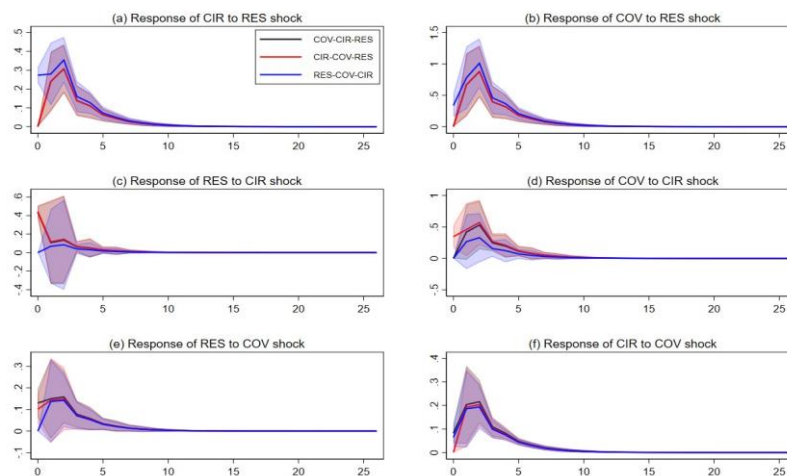 (a) Response of CIR to RES shock
.5
.4
.3
.2
.1
0
COV-CIR-RES
CIR-COV-RES
RES-COV-CIR
0 5 10 15 20 25
(b) Response of COV to RES shock
1.5
1
.5
0
0 5 10 15 20 25
(c) Response of RES to CIR shock
.6
.4
.2
0
-.2
-.4
0 5 10 15 20 25
(d) Response of COV to CIR shock
1
.5
0
-.5
0 5 10 15 20 25
(e) Response of RES to COV shock
.3
.2
.1
0
-.1
0 5 10 15 20 25
(f) Response of CIR to COV shock
.4
.3
.2
.1
0
0 5 10 15 20 25